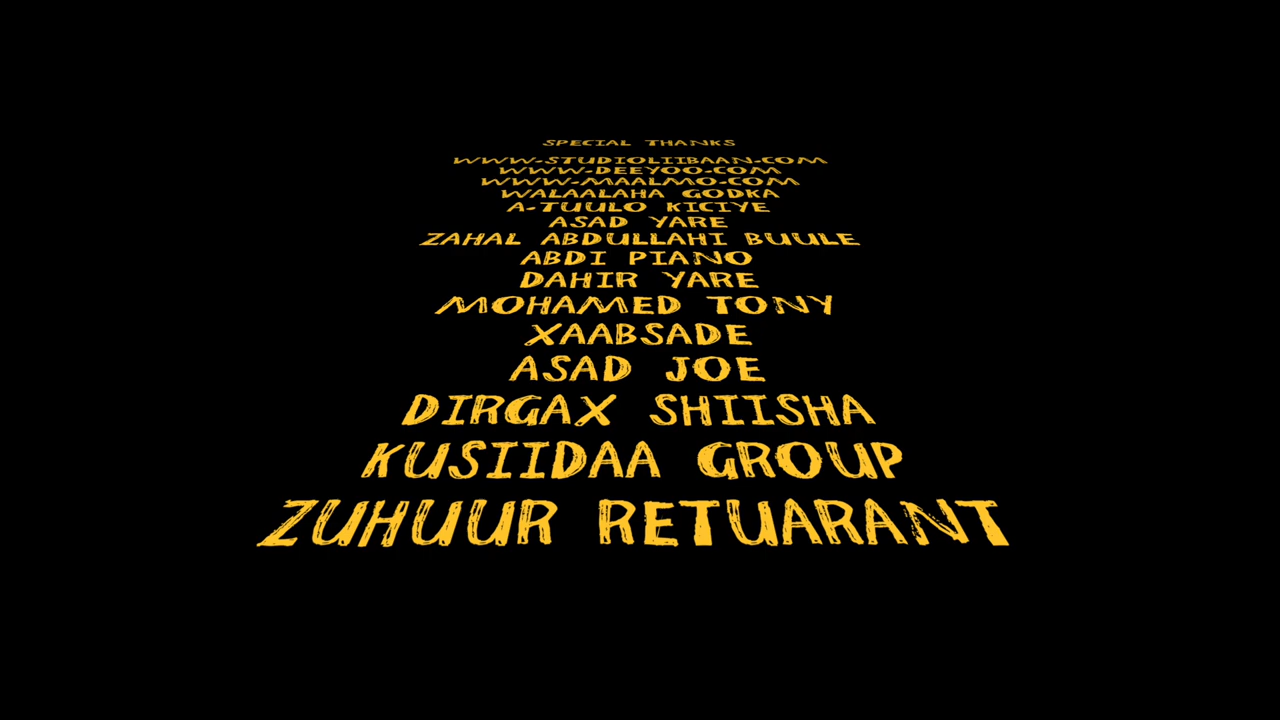 SPECIAL THANKS
WWW.STUDIOLIIBAAN.COM
WWW.DEEYOO.COM
WWW.MAALMO.COM
WALAALAHA GODKA
A-TUULO KICIYE
ASAD YARE
ZAHAL ABDULLAHI BUULE
ABDI PIANO
DAHIR YARE
MOHAMED TONY
XAABSADE
ASAD JOE
DIRGAX SHIISHA
KUSIIDAA GROUP
ZUHUUR RETUARANT